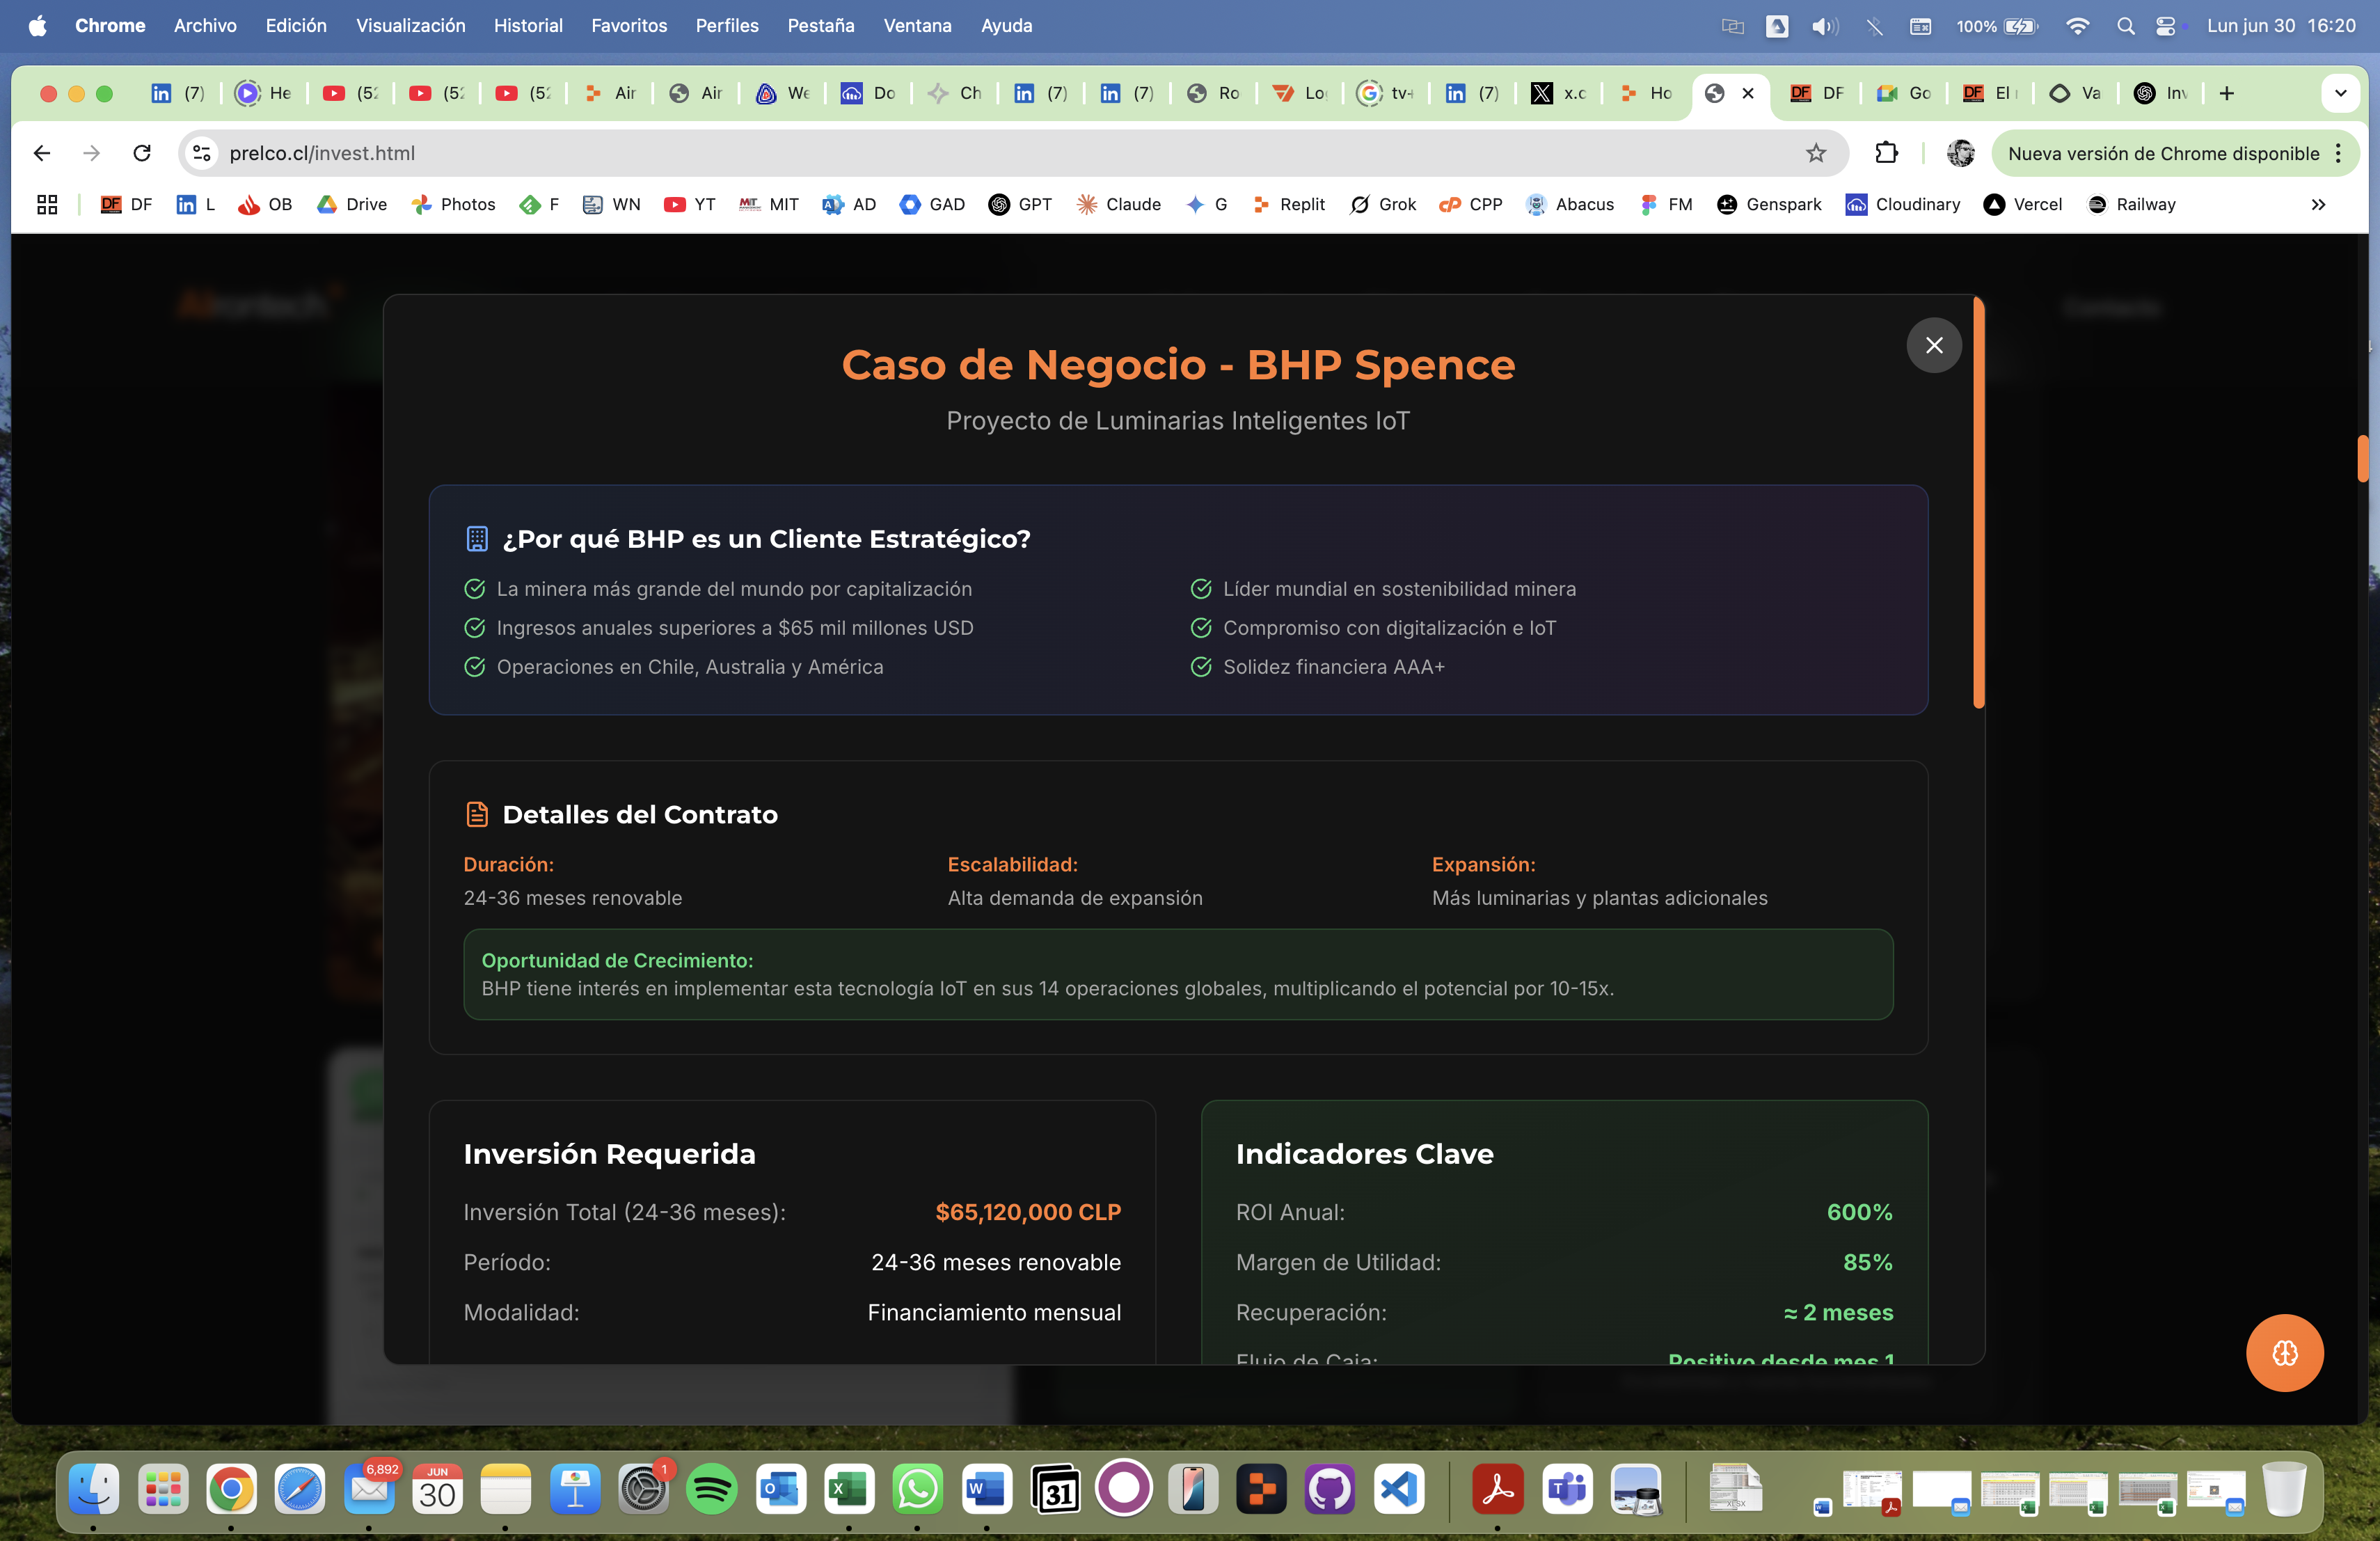 Chrome Archivo Edición Visualización Historial Favoritos Perfiles Pestaña Ventana Ayuda 100% Lun jun 30 16:20
(7) He (5 (5 (5 Air Air We Do Ch (7) (7) Ro Lo tv- (7) x.c Ho DF Go El Va Inv
prelco.cl/invest.html Nueva versión de Chrome disponible
DF L OB Drive Photos F WN YT MIT AD GAD GPT Claude G Replit Grok CPP Abacus FM Genspark Cloudinary Vercel Railway
AIrontech Contacto
Caso de Negocio - BHP Spence
Proyecto de Luminarias Inteligentes IoT
¿Por qué BHP es un Cliente Estratégico?
La minera más grande del mundo por capitalización
Líder mundial en sostenibilidad minera
Ingresos anuales superiores a $65 mil millones USD
Compromiso con digitalización e IoT
Operaciones en Chile, Australia y América
Solidez financiera AAA+
Detalles del Contrato
Duración:
24-36 meses renovable
Escalabilidad:
Alta demanda de expansión
Expansión:
Más luminarias y plantas adicionales
Oportunidad de Crecimiento:
BHP tiene interés en implementar esta tecnología IoT en sus 14 operaciones globales, multiplicando el potencial por 10-15x.
Inversión Requerida
Inversión Total (24-36 meses): $65,120,000 CLP
Período: 24-36 meses renovable
Modalidad: Financiamiento mensual
Indicadores Clave
ROI Anual: 600%
Margen de Utilidad: 85%
Recuperación: ≈ 2 meses
Flujo de Caja: Positivo desde mes 1
6,892
JUN
30
1
31
XLSX